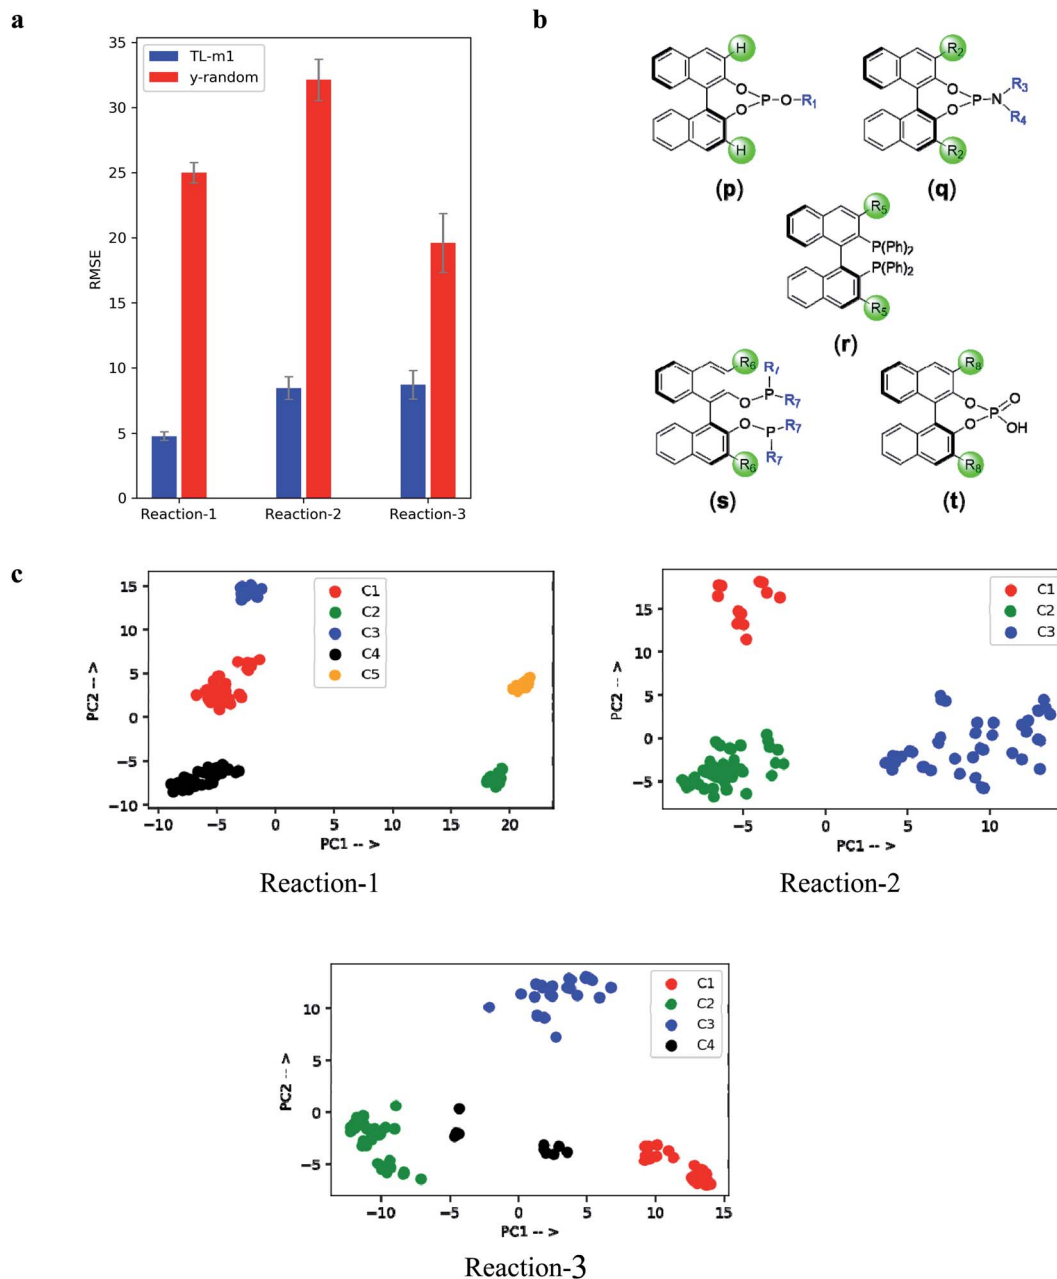 a
35
30
25
20
15
10
5
0
RMSE
TL-m1
y-random
Reaction-1 Reaction-2 Reaction-3
b
H
O
P-O-R1
O
H
(p)
R2
O
P-N
R3
R4
O
R2
(q)
R5
P(Ph)2
P(Ph)2
R5
(r)
R6
R7
O-P
R7
O-P
R7
R7
R6
(s)
R8
O
P
O
OH
O
R8
(t)
c
15
10
5
0
−5
−10
PC2 -- >
C1
C2
C3
C4
C5
−10 −5 0 5 10 15 20
PC1 -- >
Reaction-1
15
10
5
0
−5
PC2 -- >
C1
C2
C3
−5 0 5 10
PC1 -- >
Reaction-2
10
5
0
−5
PC2 -- >
C1
C2
C3
C4
−10 −5 0 5 10 15
PC1 -- >
Reaction-3